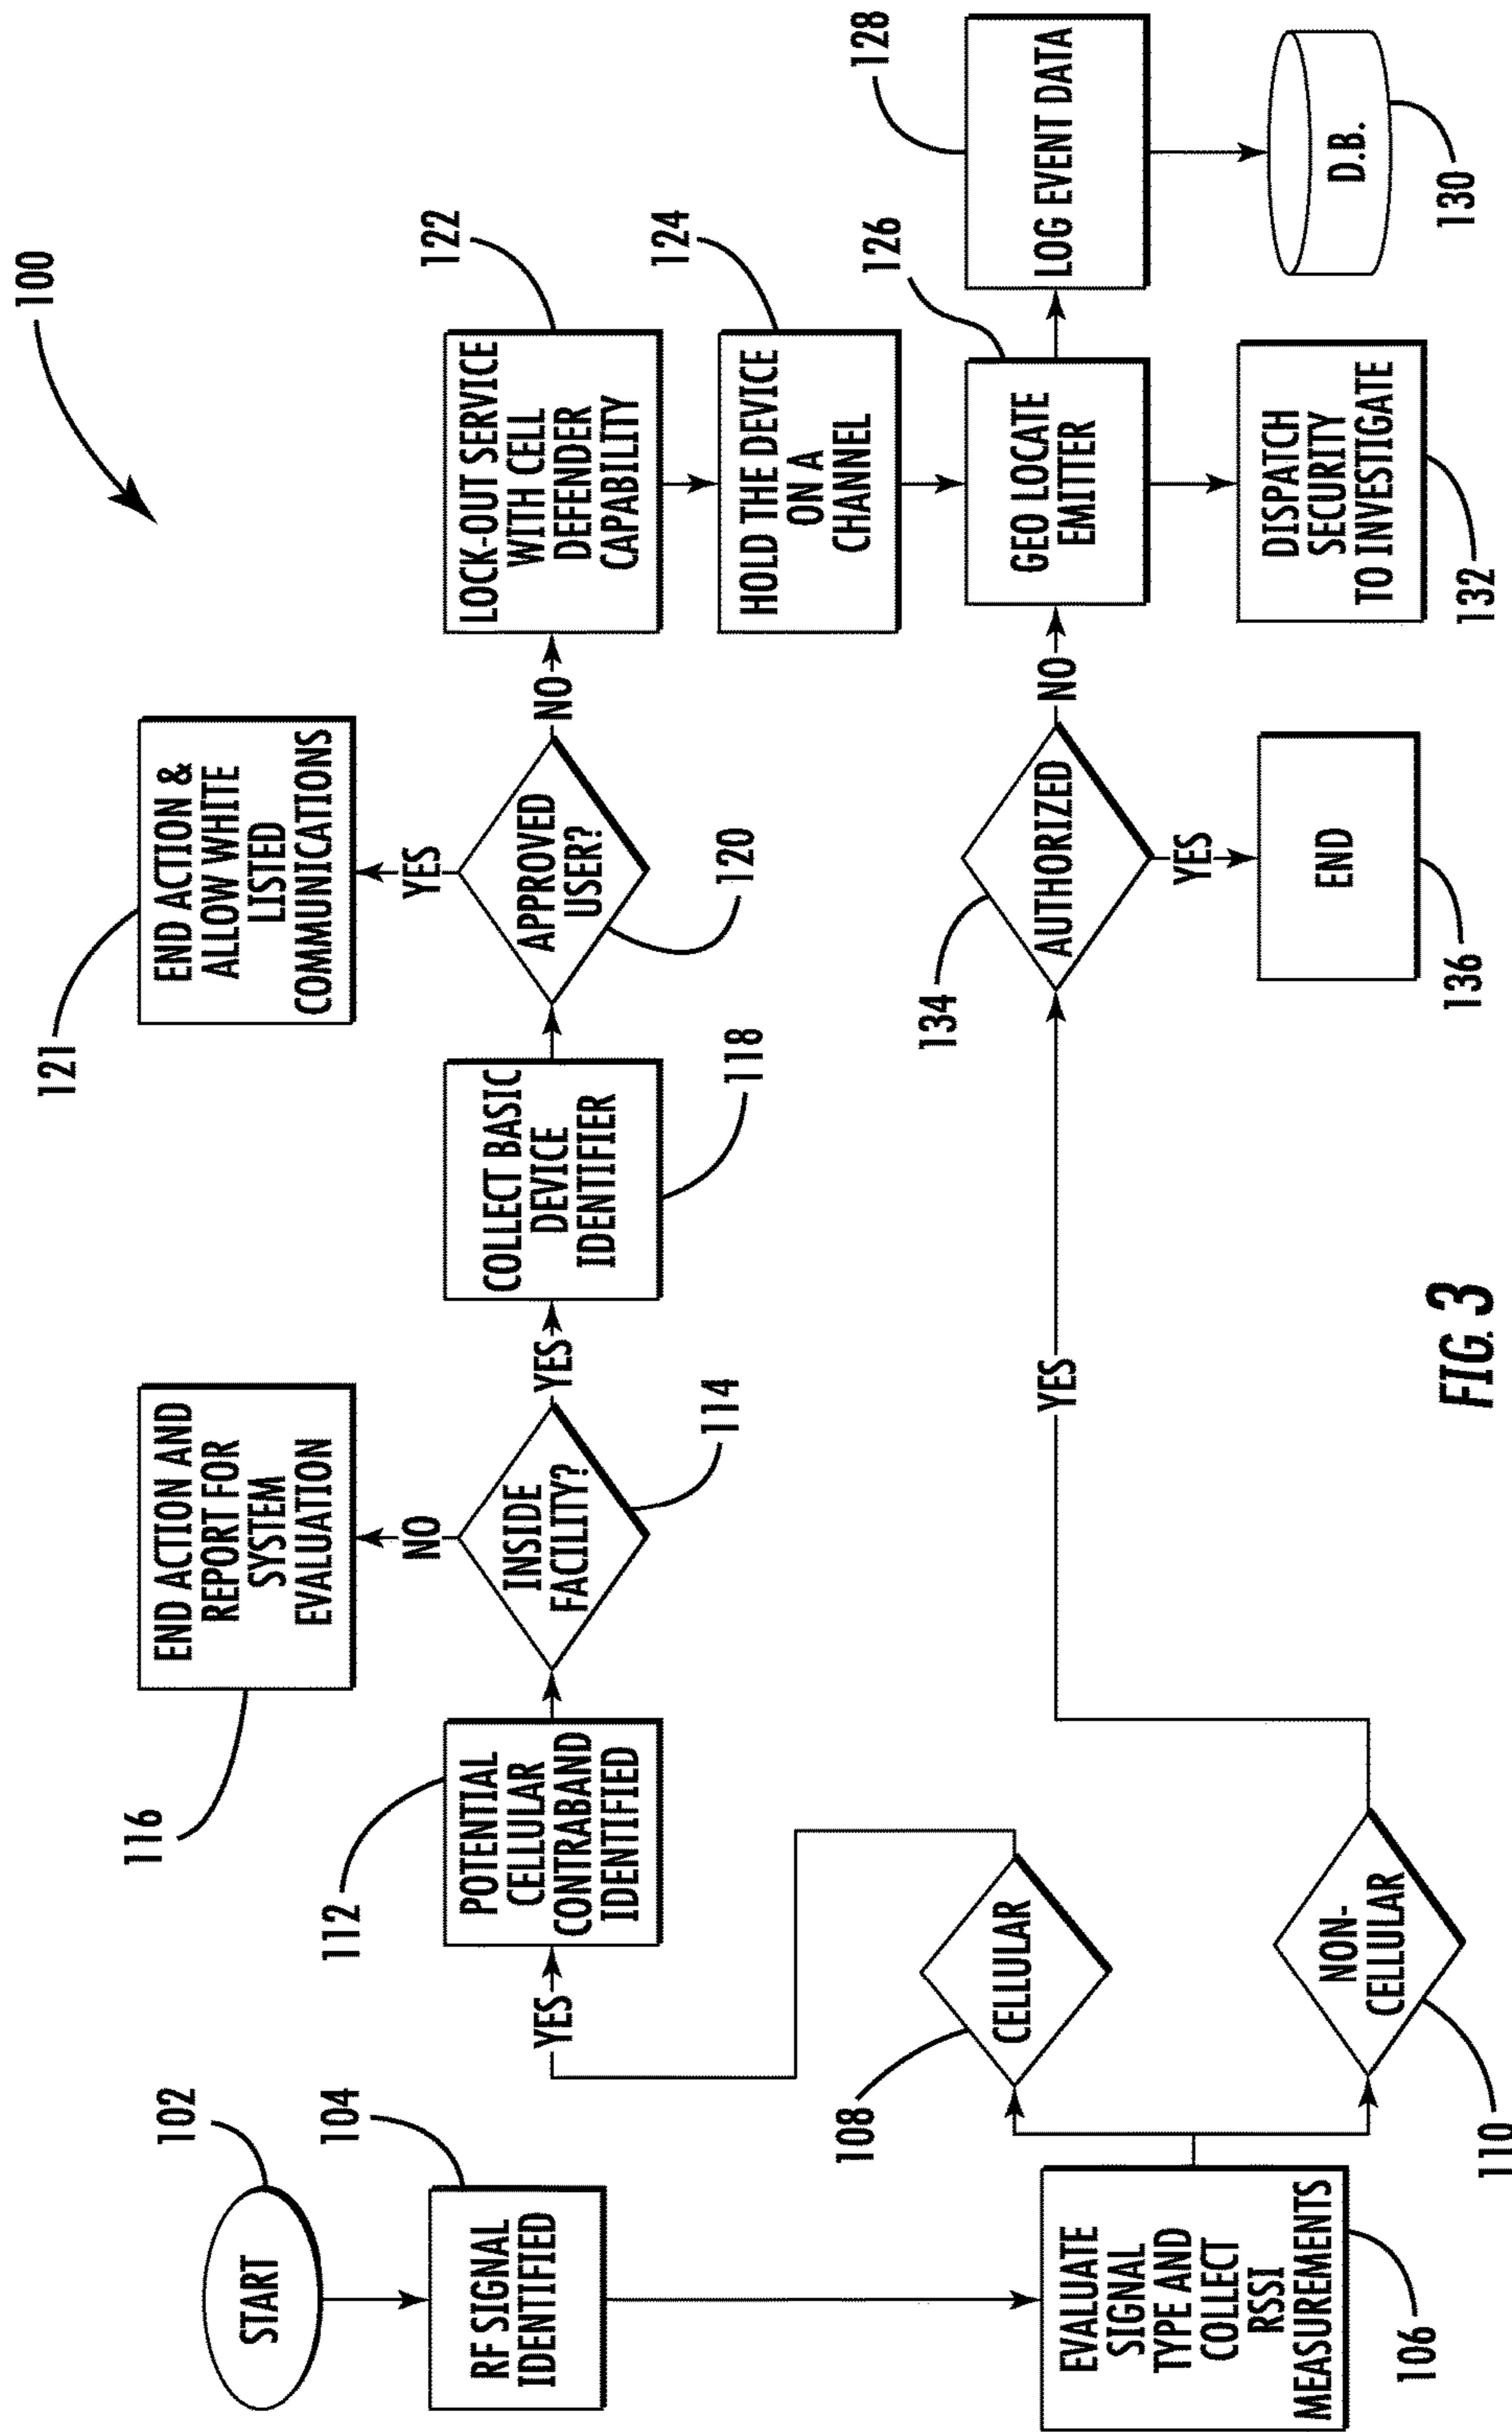 100
102
START
104
RF SIGNAL
IDENTIFIED
EVALUATE
SIGNAL
TYPE AND
COLLECT
RSSI
MEASUREMENTS
106
108
CELLULAR
YES
110
NON-
CELLULAR
YES
112
POTENTIAL
CELLULAR
CONTRABAND
IDENTIFIED
INSIDE
FACILITY?
114
NO
116
END ACTION AND
REPORT FOR
SYSTEM
EVALUATION
YES
COLLECT BASIC
DEVICE
IDENTIFIER
118
APPROVED
USER?
120
YES
121
END ACTION &
ALLOW WHITE
LISTED
COMMUNICATIONS
NO
122
LOCK-OUT SERVICE
WITH CELL
DEFENDER
CAPABILITY
124
HOLD THE DEVICE
ON A
CHANNEL
134
AUTHORIZED
NO
YES
END
136
126
GEO LOCATE
EMITTER
128
LOG EVENT DATA
D.B.
130
DISPATCH
SECURITY
TO INVESTIGATE
132
FIG. 3